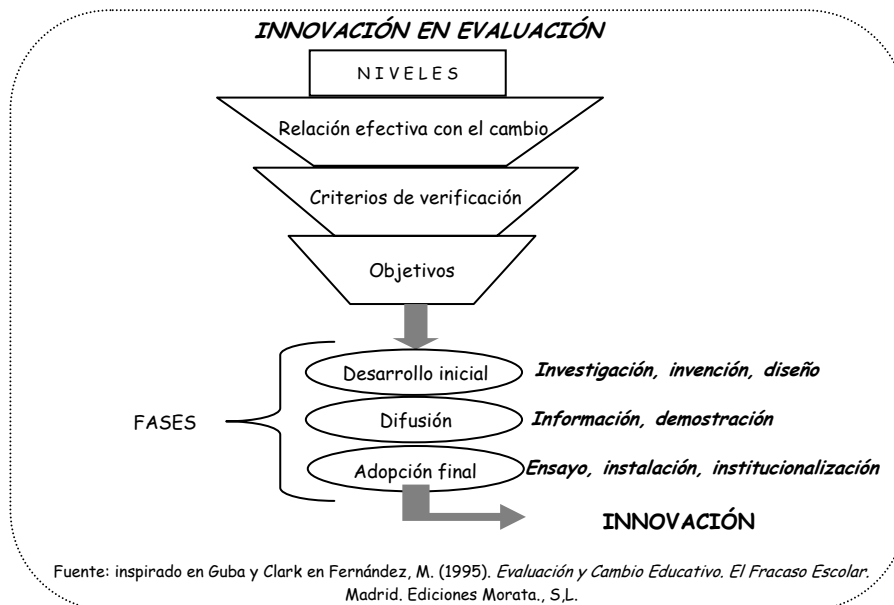 INNOVACIÓN EN EVALUACIÓN
N I V E L E S
Relación efectiva con el cambio
Criterios de verificación
Objetivos
Desarrollo inicial
Investigación, invención, diseño
FASES
Difusión
Información, demostración
Adopción final
Ensayo, instalación, institucionalización
INNOVACIÓN
Fuente: inspirado en Guba y Clark en Fernández, M. (1995). Evaluación y Cambio Educativo. El Fracaso Escolar.
Madrid. Ediciones Morata., S,L.